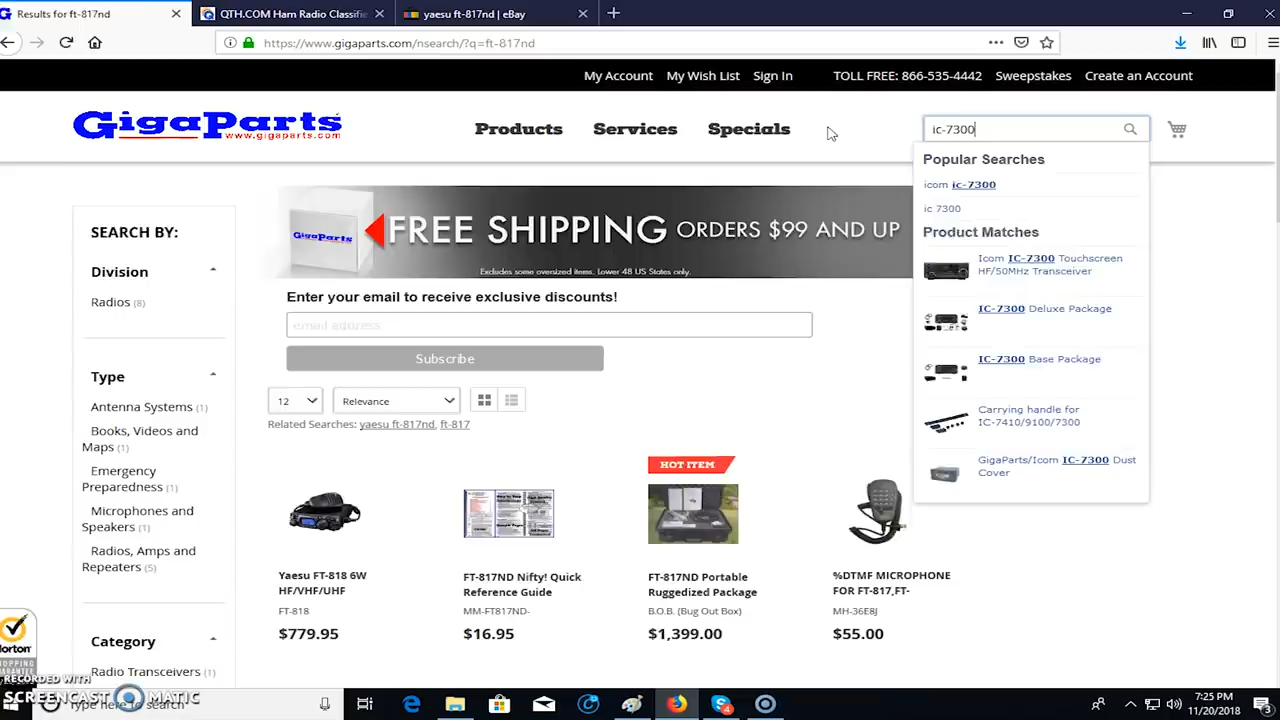 Results for ft-817nd
QTH.COM Ham Radio Classifie
yaesu ft-817nd | eBay
https://www.gigaparts.com/nsearch/?q=ft-817nd
My Account My Wish List Sign In TOLL FREE: 866-535-4442 Sweepstakes Create an Account
GigaParts
www.gigaparts.com
Products Services Specials
ic-7300
Popular Searches
icom ic-7300
ic 7300
Product Matches
Icom IC-7300 Touchscreen
HF/50MHz Transceiver
IC-7300 Deluxe Package
IC-7300 Base Package
Carrying handle for
IC-7410/9100/7300
GigaParts/Icom IC-7300 Dust
Cover
GigaParts
FREE SHIPPING ORDERS $99 AND UP
Excludes some oversized items. Lower 48 US States only.
SEARCH BY:
Division
Radios (8)
Type
Antenna Systems (1)
Books, Videos and
Maps (1)
Emergency
Preparedness (1)
Microphones and
Speakers (1)
Radios, Amps and
Repeaters (5)
Category
Radio Transceivers (1)
Enter your email to receive exclusive discounts!
email address
Subscribe
12
Relevance
Related Searches: yaesu ft-817nd, ft-817
HOT ITEM
Yaesu FT-818 6W
HF/VHF/UHF
FT-818
$779.95
FT-817ND Nifty! Quick
Reference Guide
MM-FT817ND-
$16.95
FT-817ND Portable
Ruggedized Package
B.O.B. (Bug Out Box)
$1,399.00
%DTMF MICROPHONE
FOR FT-817,FT-
MH-36E8J
$55.00
Norton
SHOPPING
RECORDED WITH
SCREENCAST MATIC
Type here to search
7:25 PM
11/20/2018
3